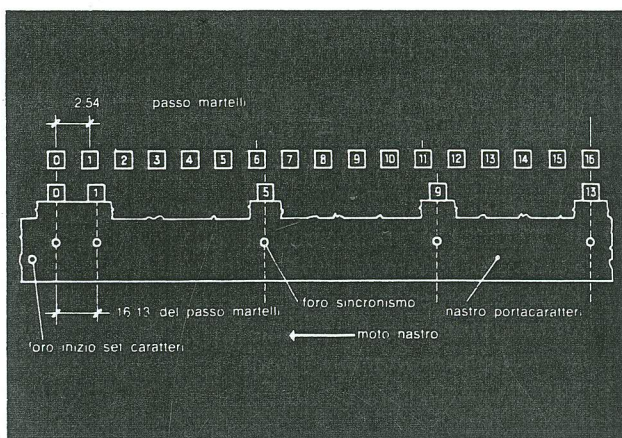 2.54 passo martelli
0 1 2 3 4 5 6 7 8 9 10 11 12 13 14 15 16
0 1 5 9 13
foro sincronismo
16 13 del passo martelli
nastro portacaratteri
foro inizio set caratteri
moto nastro